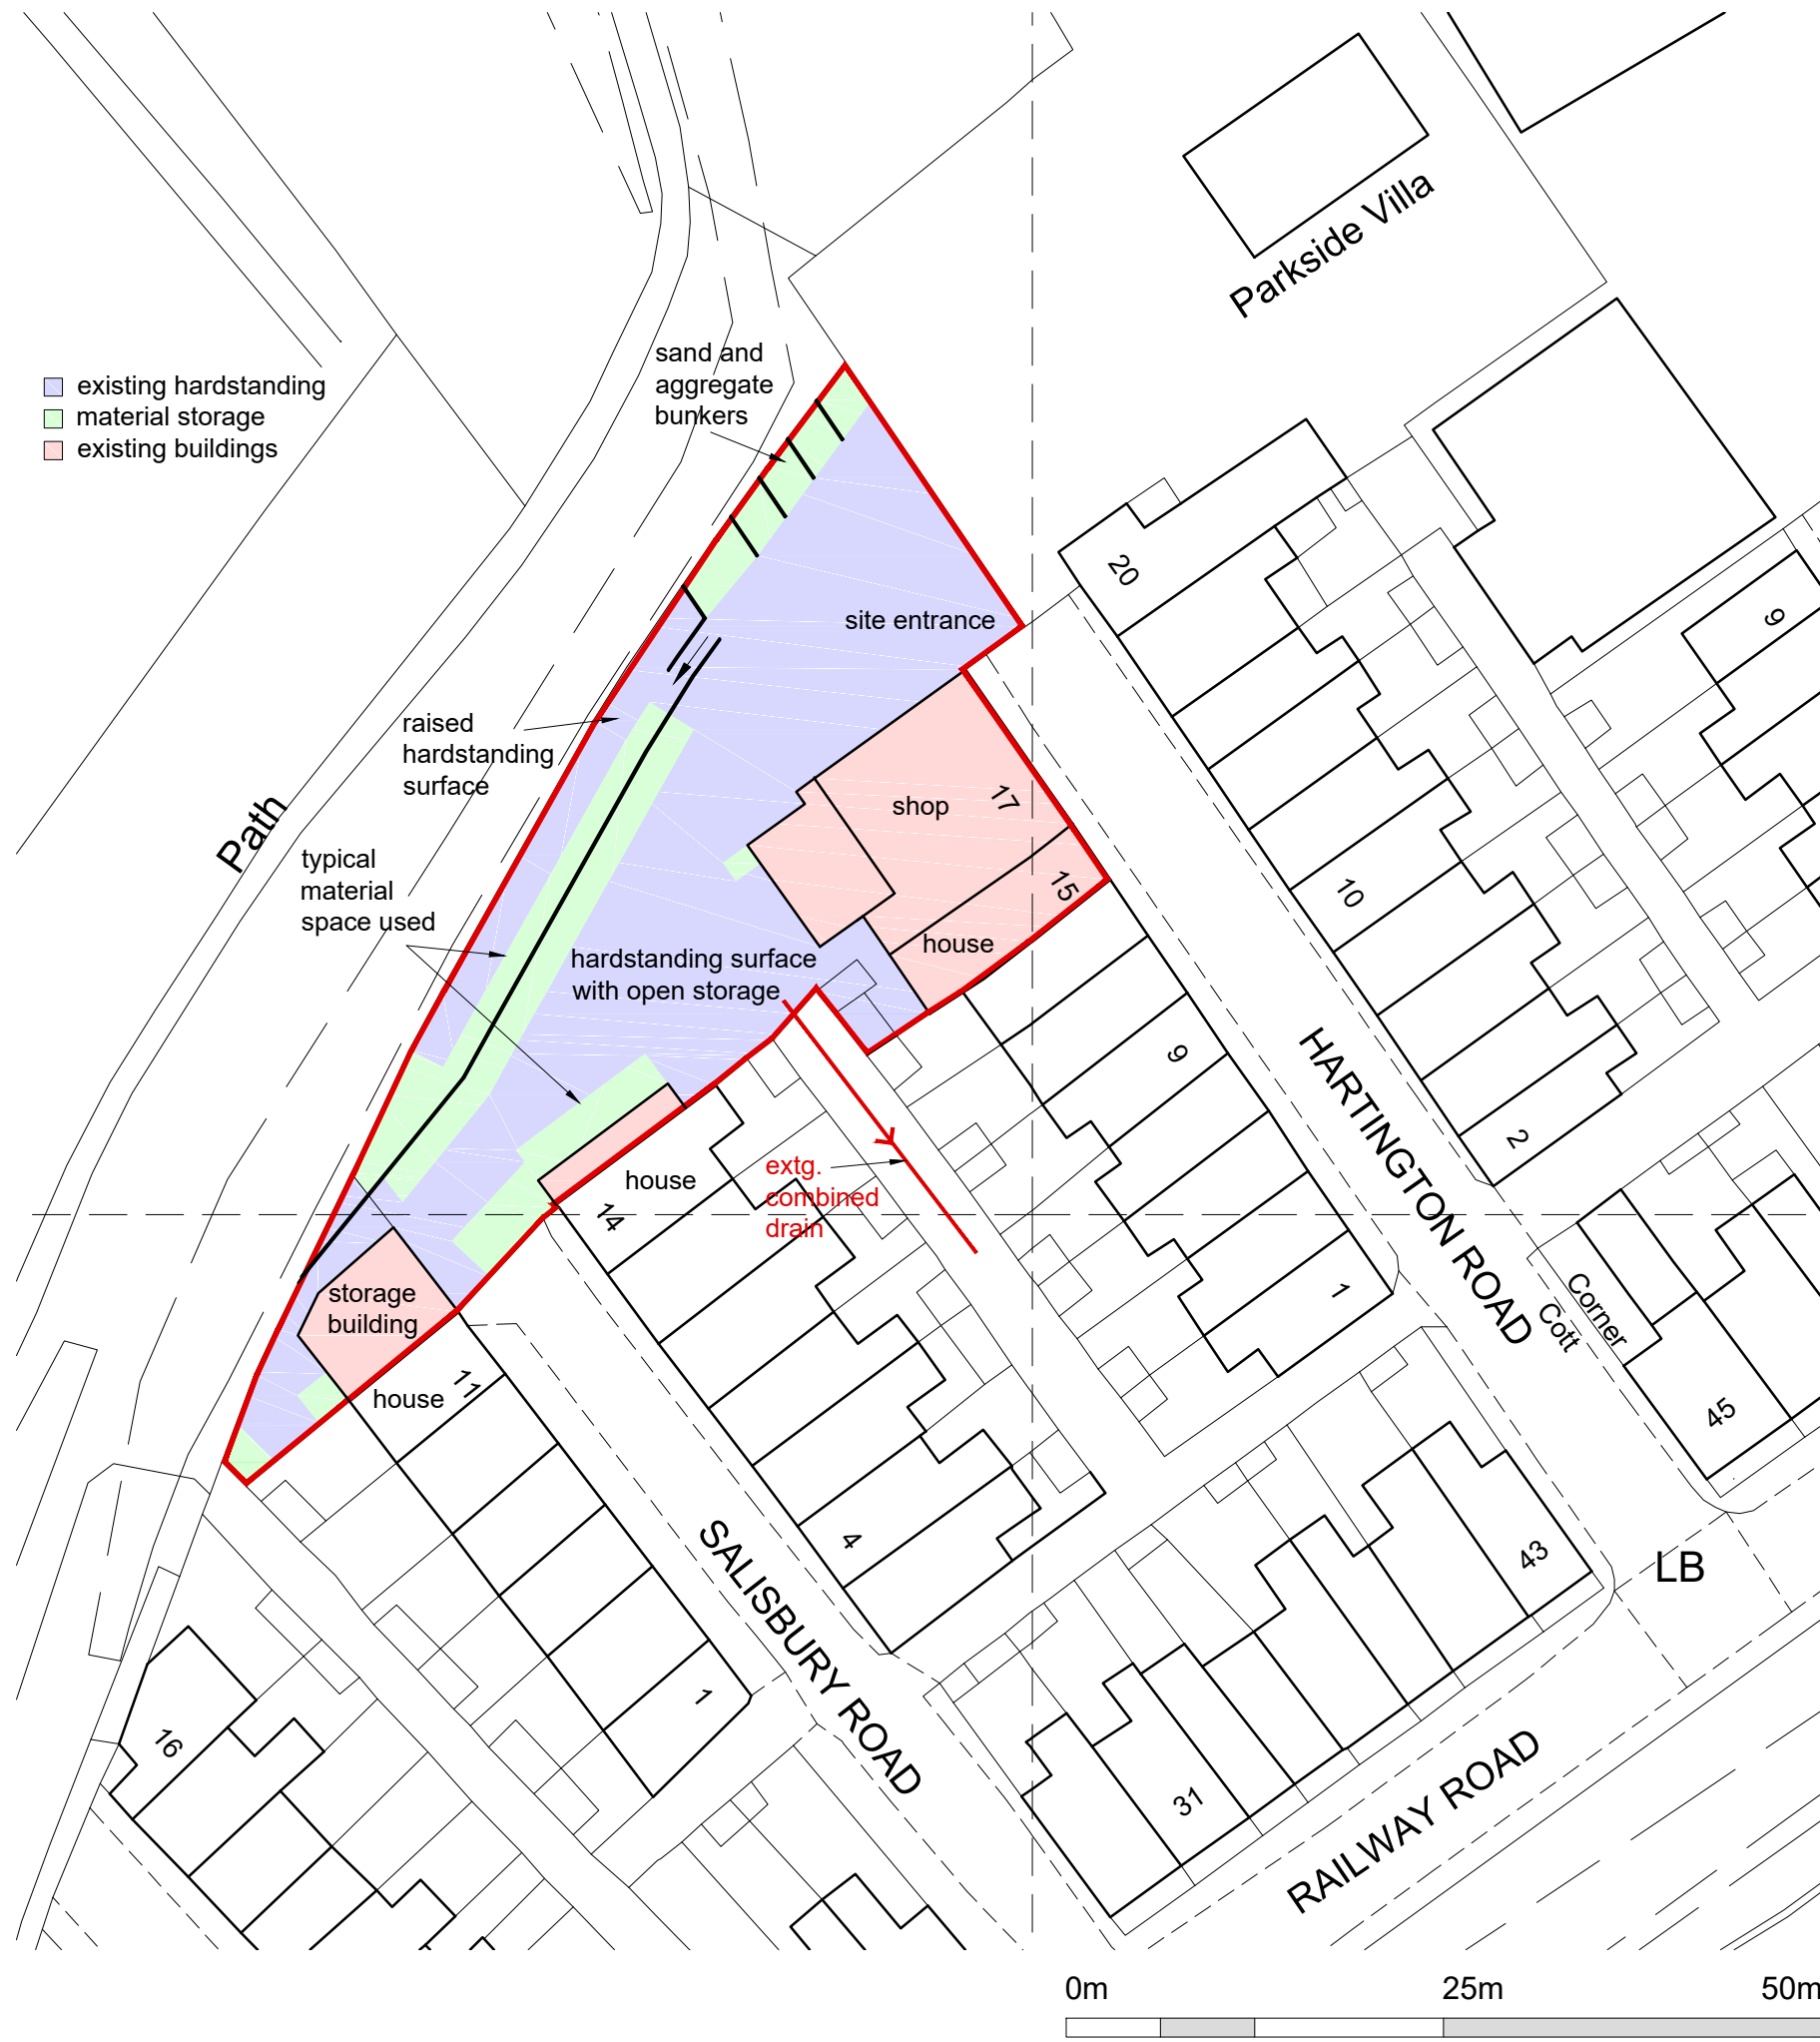 Parkside Villa
sand and
aggregate
bunkers
existing hardstanding
material storage
existing buildings
20
9
site entrance
raised
hardstanding
surface
Path
shop
17
15
house
10
typical
material
space used
hardstanding surface
with open storage
9
HARTINGTON ROAD
2
extg.
combined
drain
house
14
1
Corner
Cott
45
storage
building
house
11
4
SALISBURY ROAD
43
LB
1
16
31
RAILWAY ROAD
0m
25m
50m